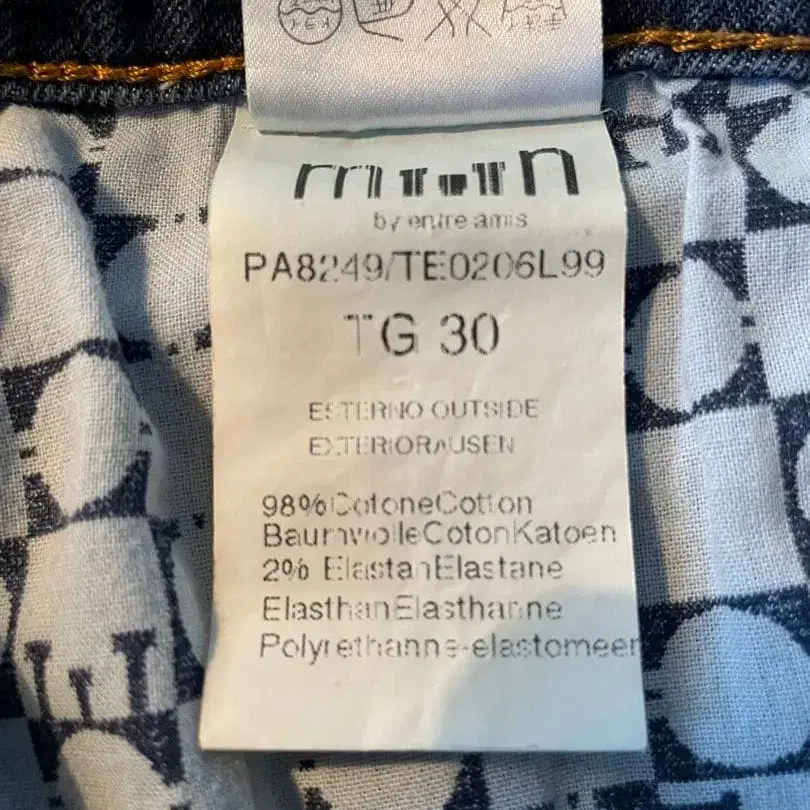 by entre amis
PA8249/TE0206L99
TG 30
ESTERNO OUTSIDE
EXTERIORAUSEN
98%CotoneCotton
BaumwolleCotonKatoen
2% ElastanElastane
ElasthanElasthanne
Polyrethanne-elastomeer